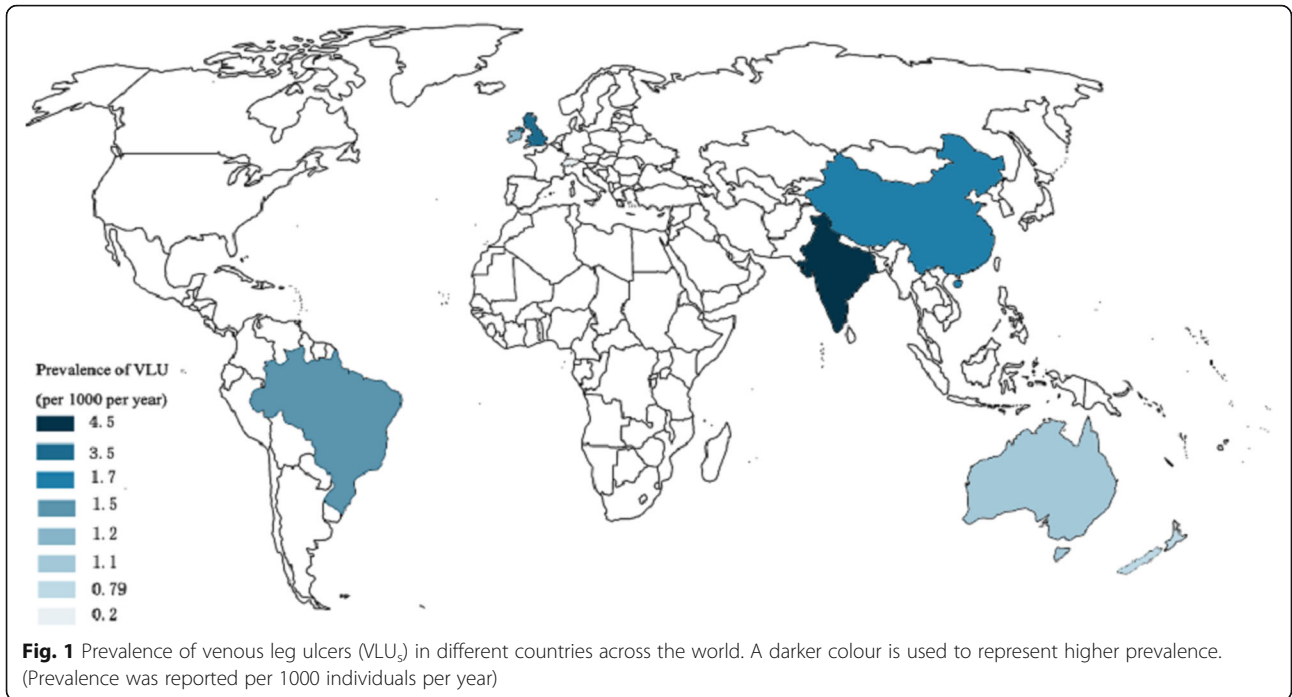 Prevalence of VLU
(per 1000 per year)
4.5
3.5
1.7
1.5
1.2
1.1
0.79
0.2
Fig. 1 Prevalence of venous leg ulcers (VLUs) in different countries across the world. A darker colour is used to represent higher prevalence.
(Prevalence was reported per 1000 individuals per year)